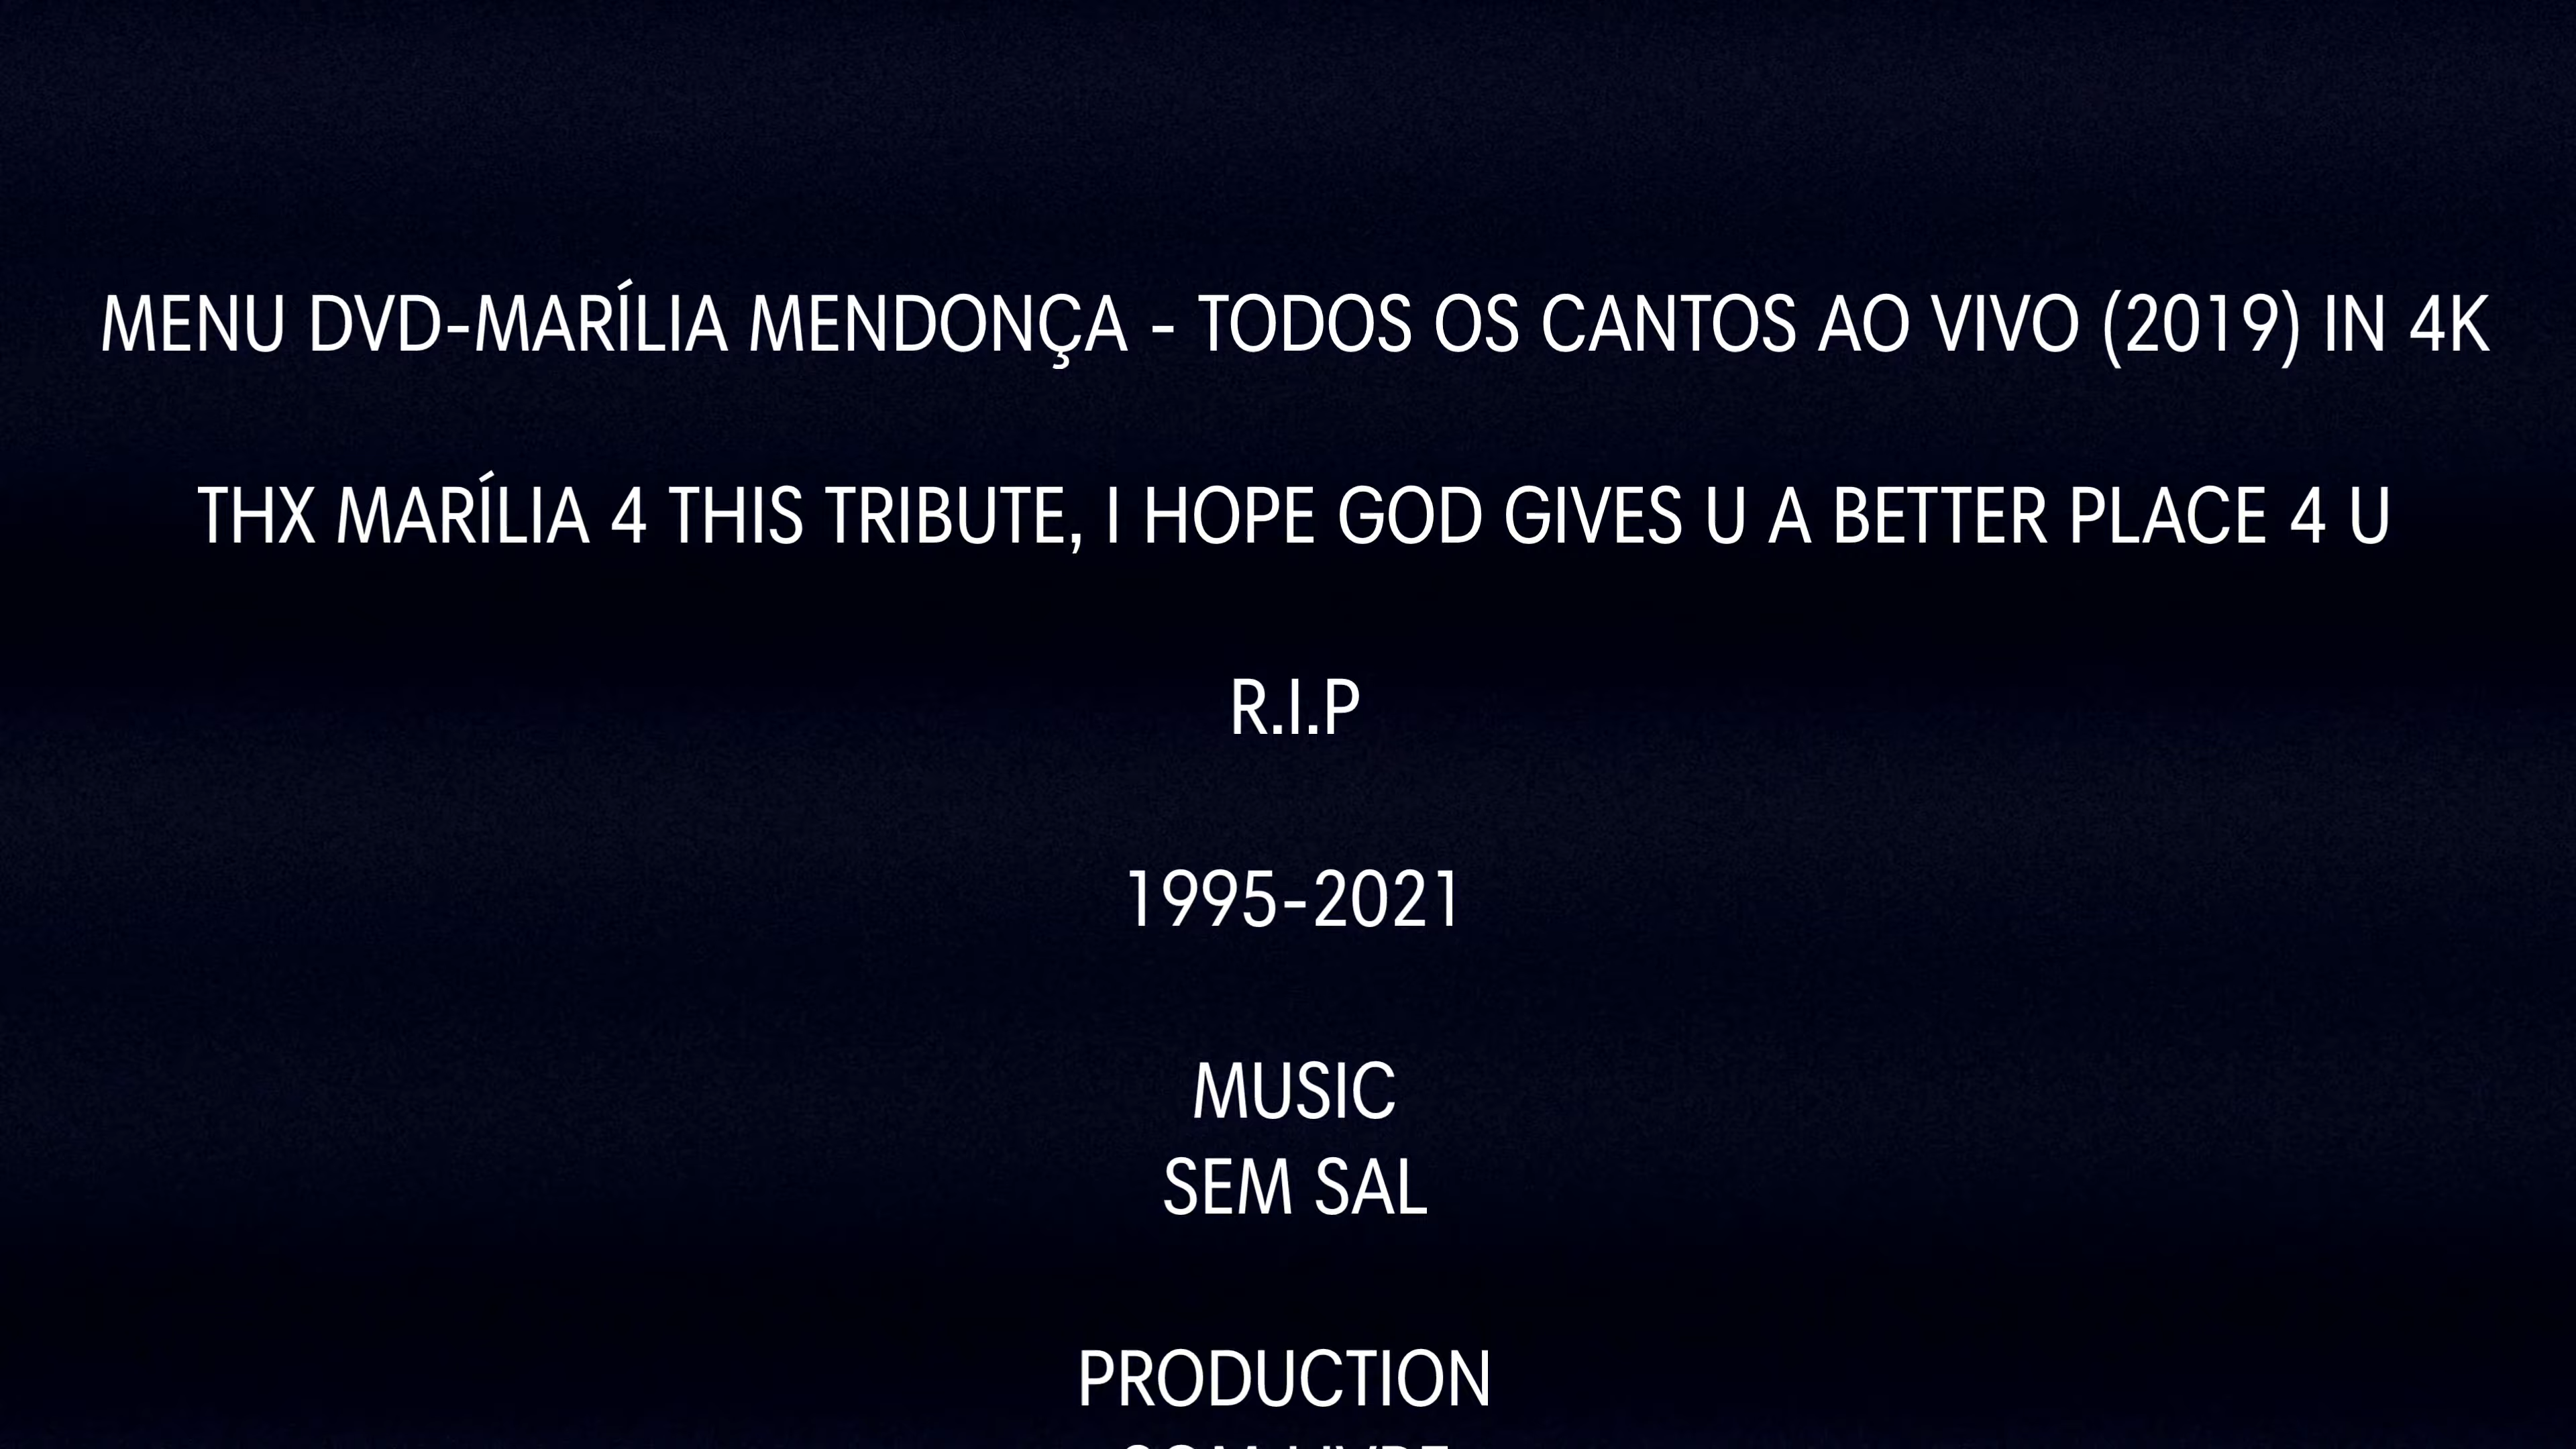 MENU DVD-MARÍLIA MENDONÇA - TODOS OS CANTOS AO VIVO (2019) IN 4K
THX MARÍLIA 4 THIS TRIBUTE, I HOPE GOD GIVES U A BETTER PLACE 4 U
R.I.P
1995-2021
MUSIC
SEM SAL
PRODUCTION